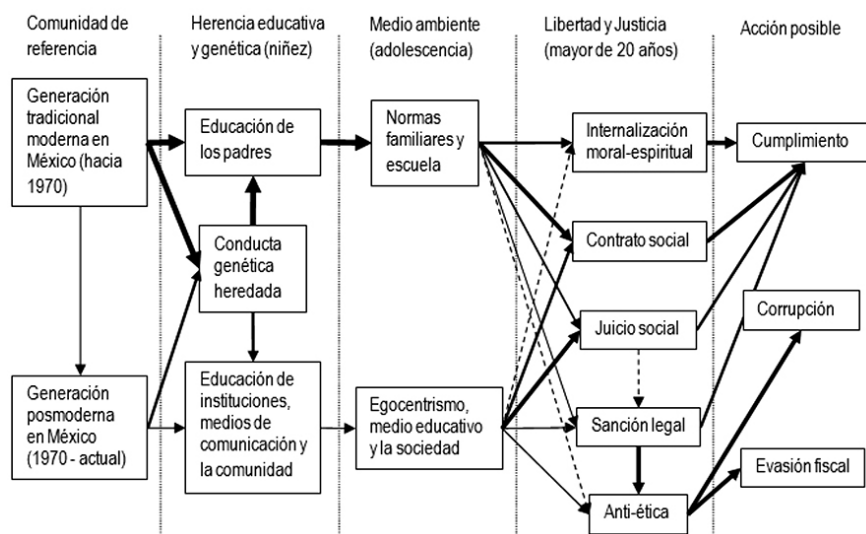 Comunidad de
referencia
Herencia educativa
y genética (niñez)
Medio ambiente
(adolescencia)
Libertad y Justicia
(mayor de 20 años)
Acción posible
Generación
tradicional
moderna en
México (hacia
1970)
Educación de
los padres
Normas
familiares y
escuela
Internalización
moral-espiritual
Cumplimiento
Conducta
genética
heredada
Contrato social
Juicio social
Corrupción
Generación
posmoderna
en México
(1970 - actual)
Educación de
instituciones,
medios de
comunicación y
la comunidad
Egocentrismo,
medio educativo
y la sociedad
Sanción legal
Evasión fiscal
Anti-ética